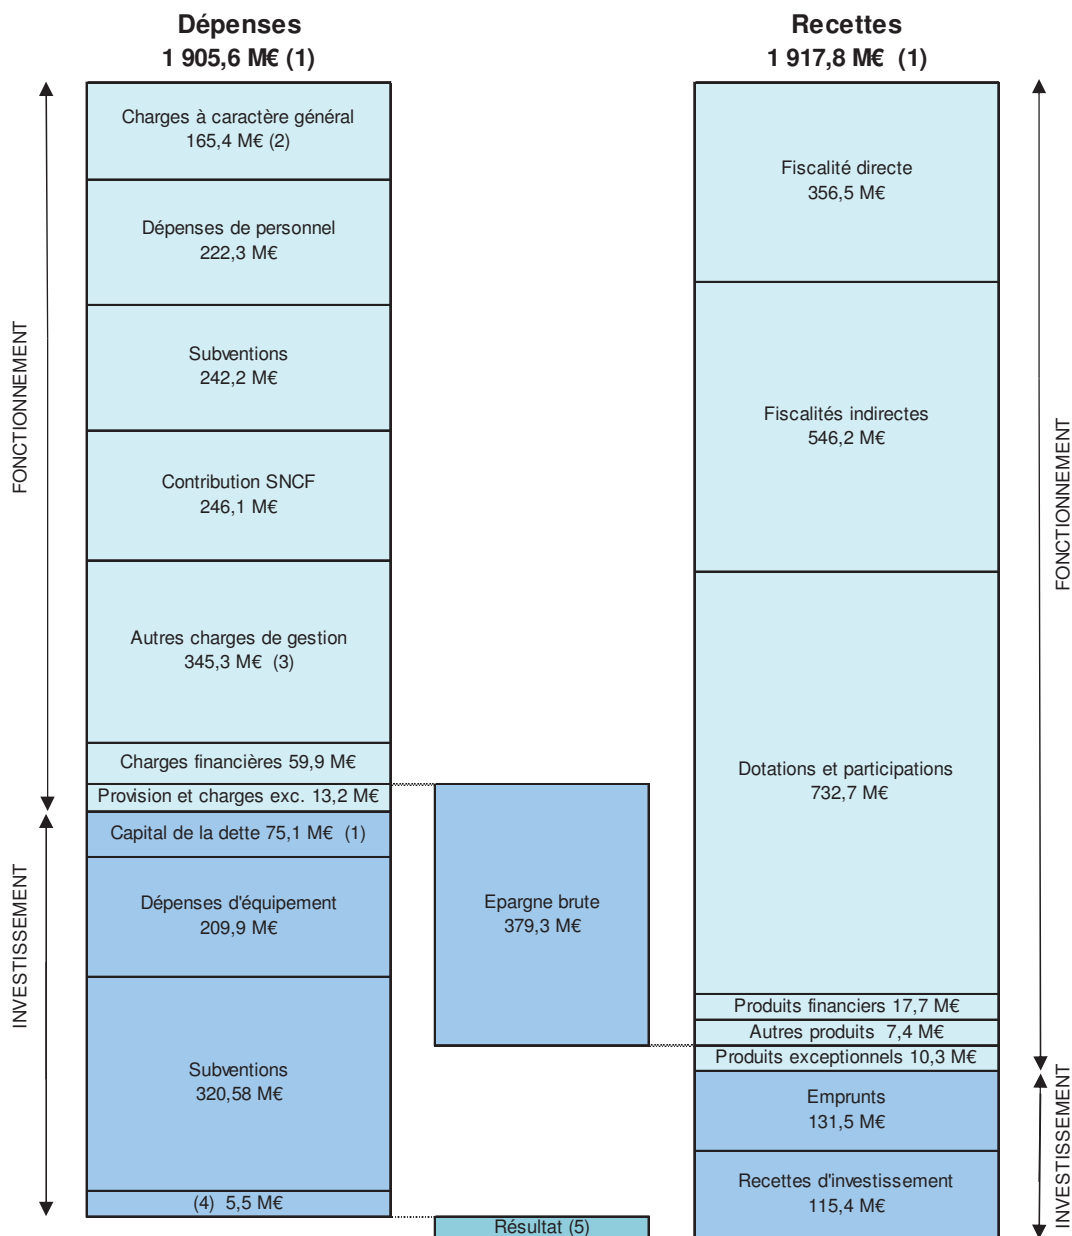 Dépenses
1 905,6 M€ (1)
Recettes
1 917,8 M€ (1)
FONCTIONNEMENT
Charges à caractère général
165,4 M€ (2)
Dépenses de personnel
222,3 M€
Subventions
242,2 M€
Contribution SNCF
246,1 M€
Autres charges de gestion
345,3 M€ (3)
Charges financières 59,9 M€
Provision et charges exc. 13,2 M€
INVESTISSEMENT
Capital de la dette 75,1 M€ (1)
Dépenses d'équipement
209,9 M€
Subventions
320,58 M€
(4) 5,5 M€
Epargne brute
379,3 M€
Résultat (5)
Fiscalité directe
356,5 M€
Fiscalités indirectes
546,2 M€
Dotations et participations
732,7 M€
Produits financiers 17,7 M€
Autres produits 7,4 M€
Produits exceptionnels 10,3 M€
FONCTIONNEMENT
Emprunts
131,5 M€
Recettes d'investissement
115,4 M€
INVESTISSEMENT